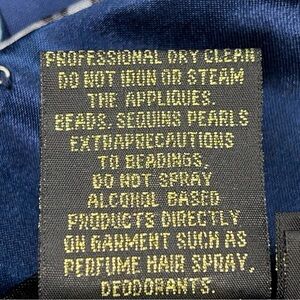 PROFESSIONAL DRY CLEAN
DO NOT IRON OR STEAM
THE APPLIQUES.
BEADS, SEQUINS PEARLS
EXTRAPRECAUTIONS
TO BEADINGS.
DO NOT SPRAY
ALCOHOL BASED
PRODUCTS DIRECTLY
ON GARMENT SUCH AS
PERFUME HAIR SPRAY,
DEODORANTS.